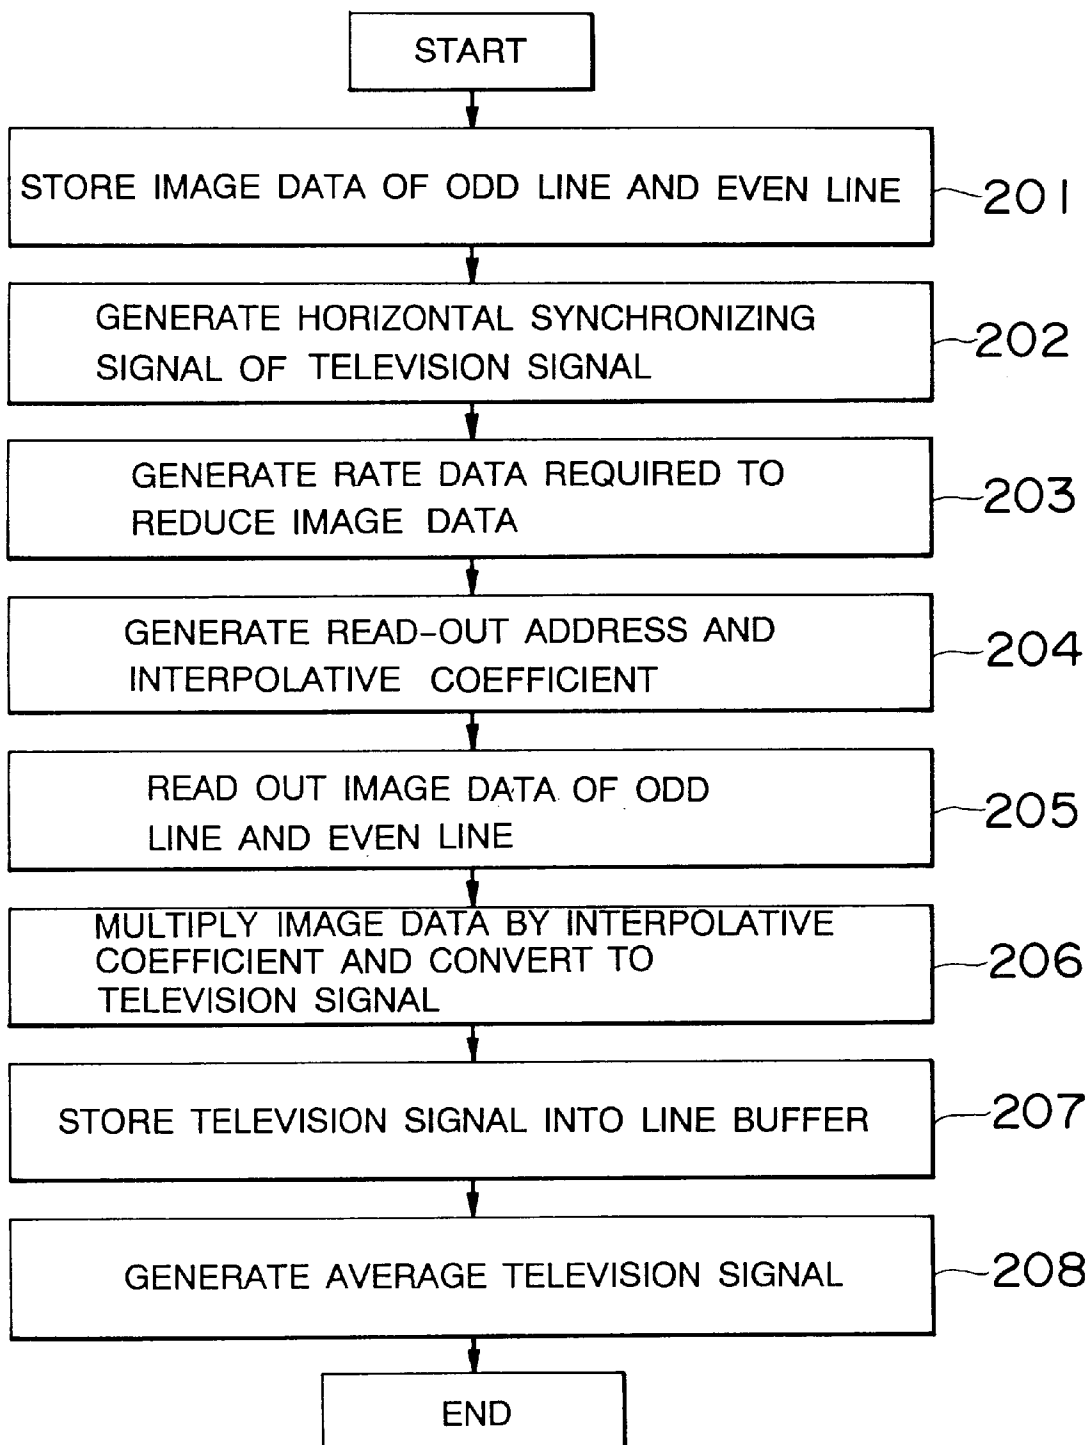 START
STORE IMAGE DATA OF ODD LINE AND EVEN LINE
201
GENERATE HORIZONTAL SYNCHRONIZING
SIGNAL OF TELEVISION SIGNAL
202
GENERATE RATE DATA REQUIRED TO
REDUCE IMAGE DATA
203
GENERATE READ-OUT ADDRESS AND
INTERPOLATIVE COEFFICIENT
204
READ OUT IMAGE DATA OF ODD
LINE AND EVEN LINE
205
MULTIPLY IMAGE DATA BY INTERPOLATIVE
COEFFICIENT AND CONVERT TO
TELEVISION SIGNAL
206
STORE TELEVISION SIGNAL INTO LINE BUFFER
207
GENERATE AVERAGE TELEVISION SIGNAL
208
END